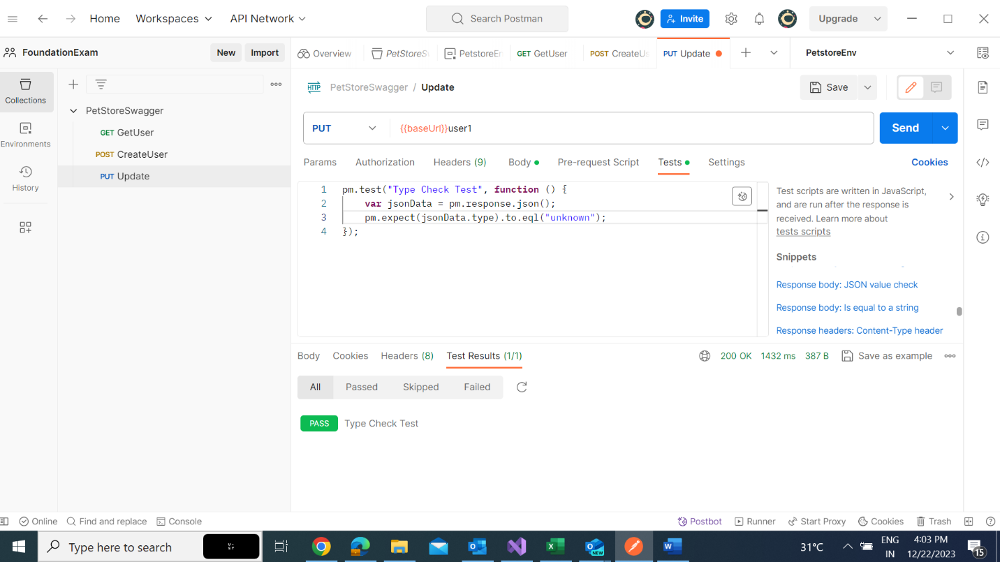 Home Workspaces API Network Search Postman Invite Upgrade
FoundationExam New Import Overview PetStoreS PetstoreEn GET GetUser POST CreateUs PUT Update PetstoreEnv
Collections
Environments
History
PetStoreSwagger
GET GetUser
POST CreateUser
PUT Update
HTTP PetStoreSwagger / Update Save
PUT {{baseUrl}}user1 Send
Params Authorization Headers (9) Body Pre-request Script Tests Settings Cookies
1 pm.test("Type Check Test", function () {
2 var jsonData = pm.response.json();
3 pm.expect(jsonData.type).to.eql("unknown");
4 });
Test scripts are written in JavaScript,
and are run after the response is
received. Learn more about
tests scripts
Snippets
Response body: JSON value check
Response body: Is equal to a string
Response headers: Content-Type header
Body Cookies Headers (8) Test Results (1/1) 200 OK 1432 ms 387 B Save as example
All Passed Skipped Failed
PASS Type Check Test
Online Find and replace Console Postbot Runner Start Proxy Cookies Trash
Type here to search 31°C ENG 4:03 PM
IN 12/22/2023 15